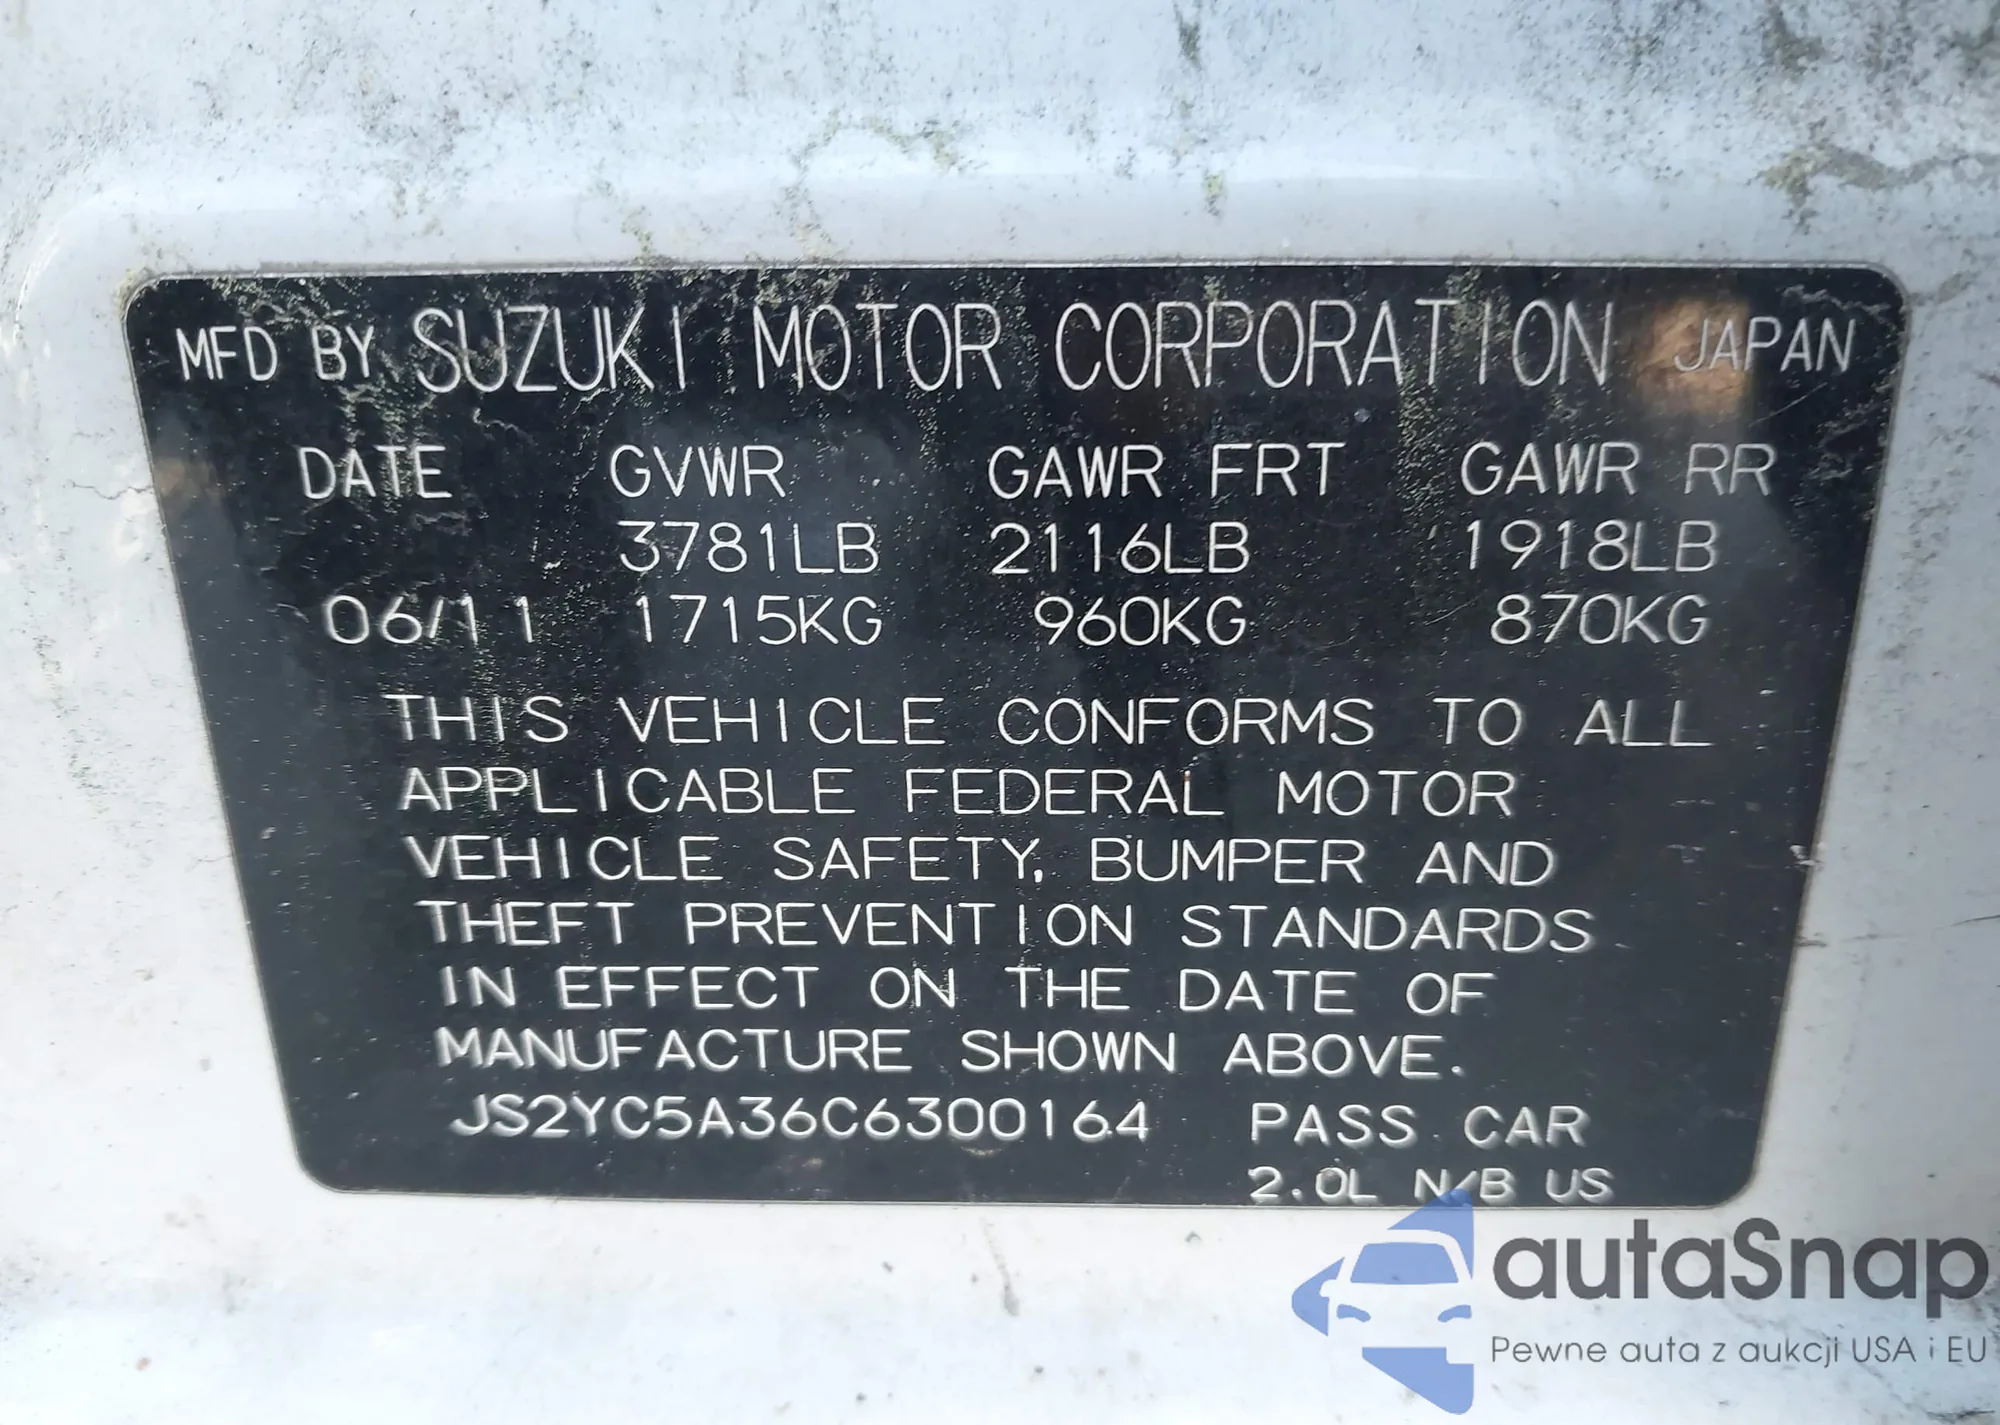 MFD BY SUZUKI MOTOR CORPORATION JAPAN
DATE GVWR GAWR FRT GAWR RR
3781LB 2116LB 1918LB
06/11 1715KG 960KG 870KG
THIS VEHICLE CONFORMS TO ALL
APPLICABLE FEDERAL MOTOR
VEHICLE SAFETY, BUMPER AND
THEFT PREVENTION STANDARDS
IN EFFECT ON THE DATE OF
MANUFACTURE SHOWN ABOVE.
JS2YC5A36C6300164 PASS CAR
2.0L N/B US
autaSnap
Pewne auta z aukcji USA i EU